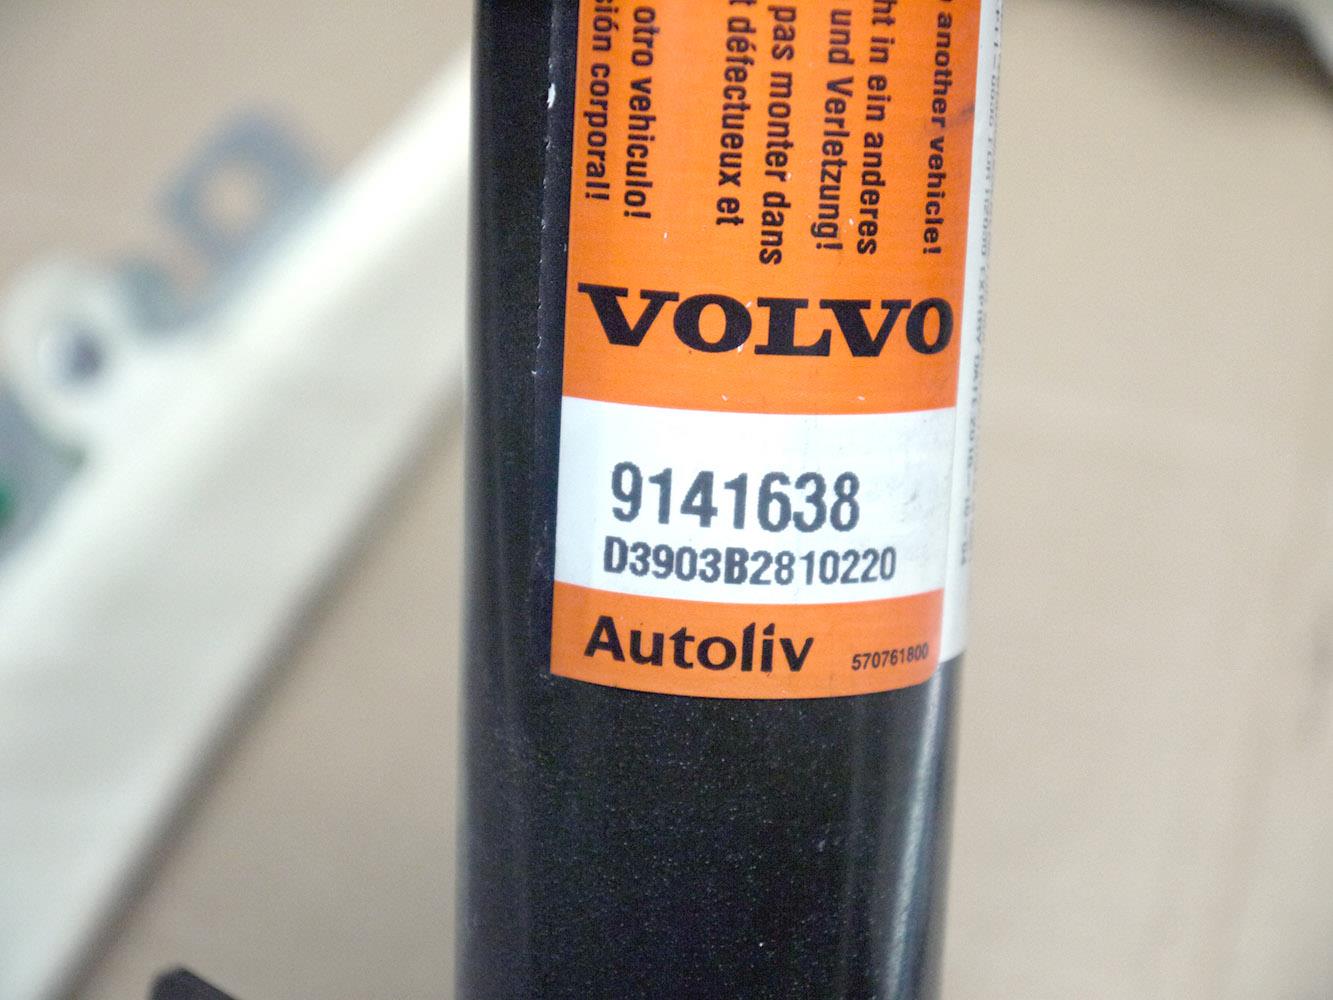 another vehicle!
ht in ein anderes
und Verletzung!
pas monter dans
t défectueux et
otro vehiculo!
sión corporal!
VOLVO
9141638
D3903B2810220
Autoliv
570761800